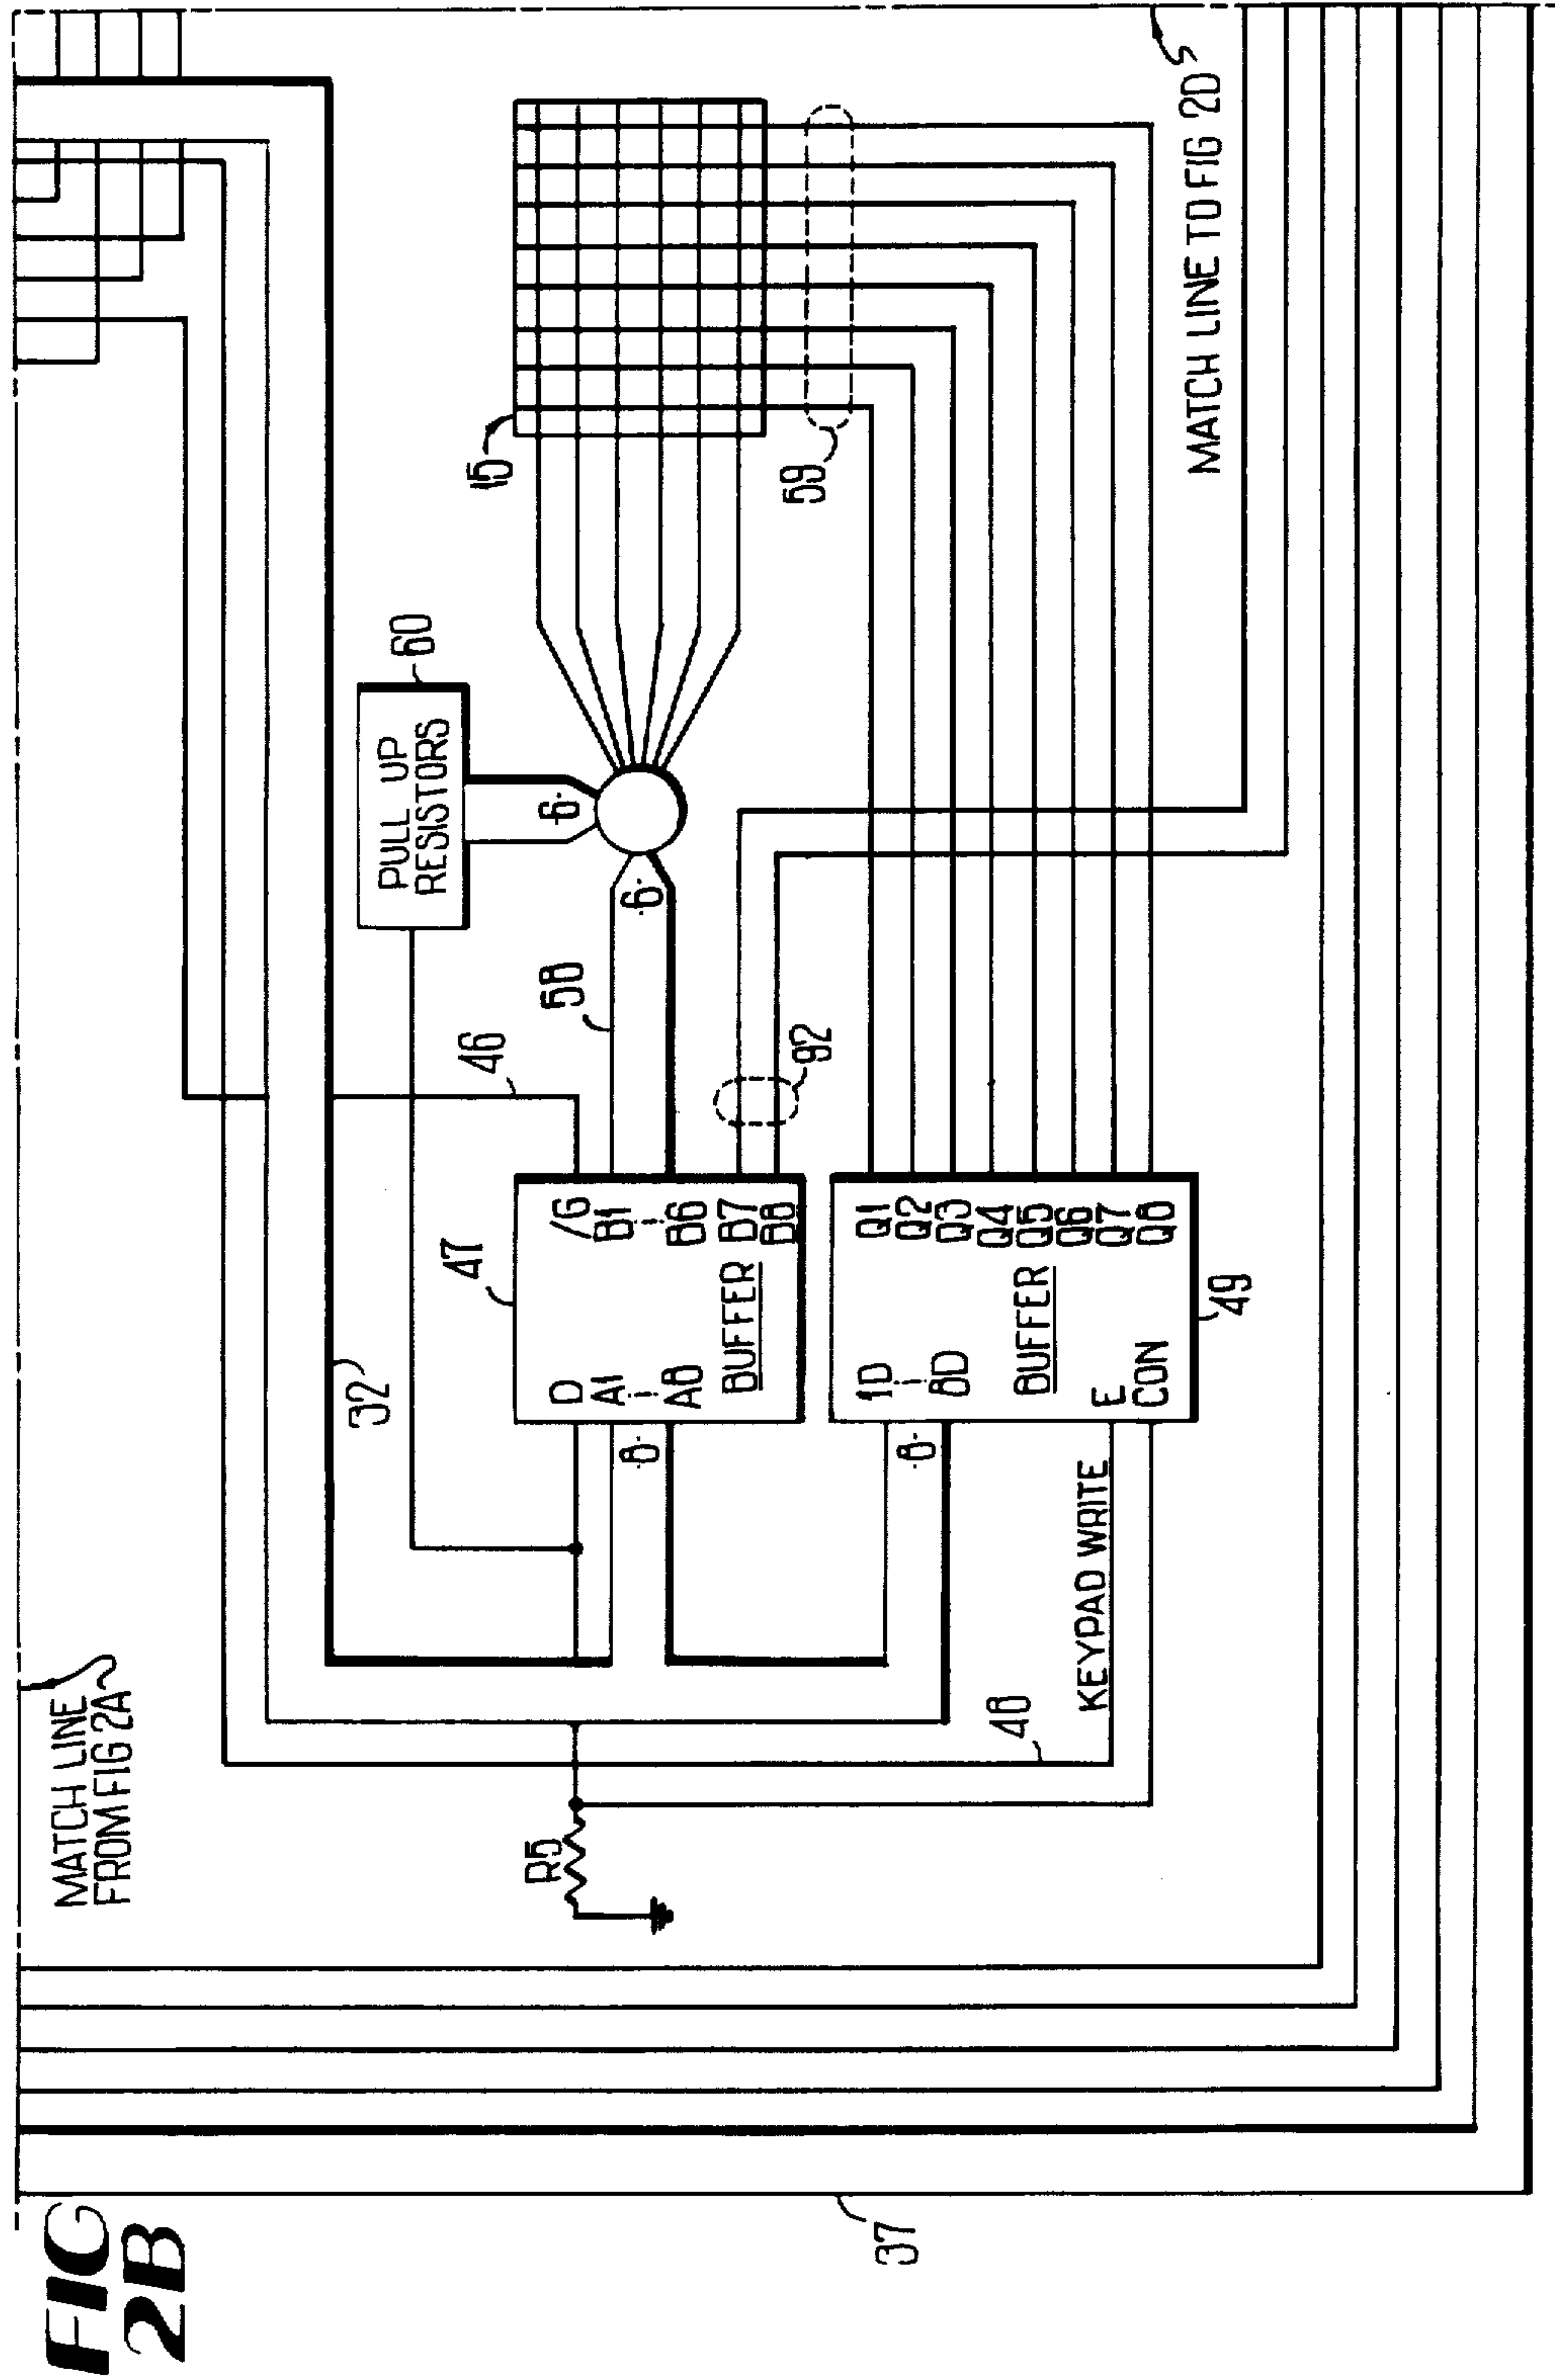 FIG
2B
MATCH LINE
FROM FIG 2A
32
46
PULL UP
RESISTORS
60
6
6
58
15
59
47
D
A1
A8
8
/G
B1
B6
B7
B8
BUFFER
92
R5
48
KEYPAD WRITE
1D
8D
8
E
CON
BUFFER
Q1
Q2
Q3
Q4
Q5
Q6
Q7
Q8
49
MATCH LINE TO FIG 2D
37